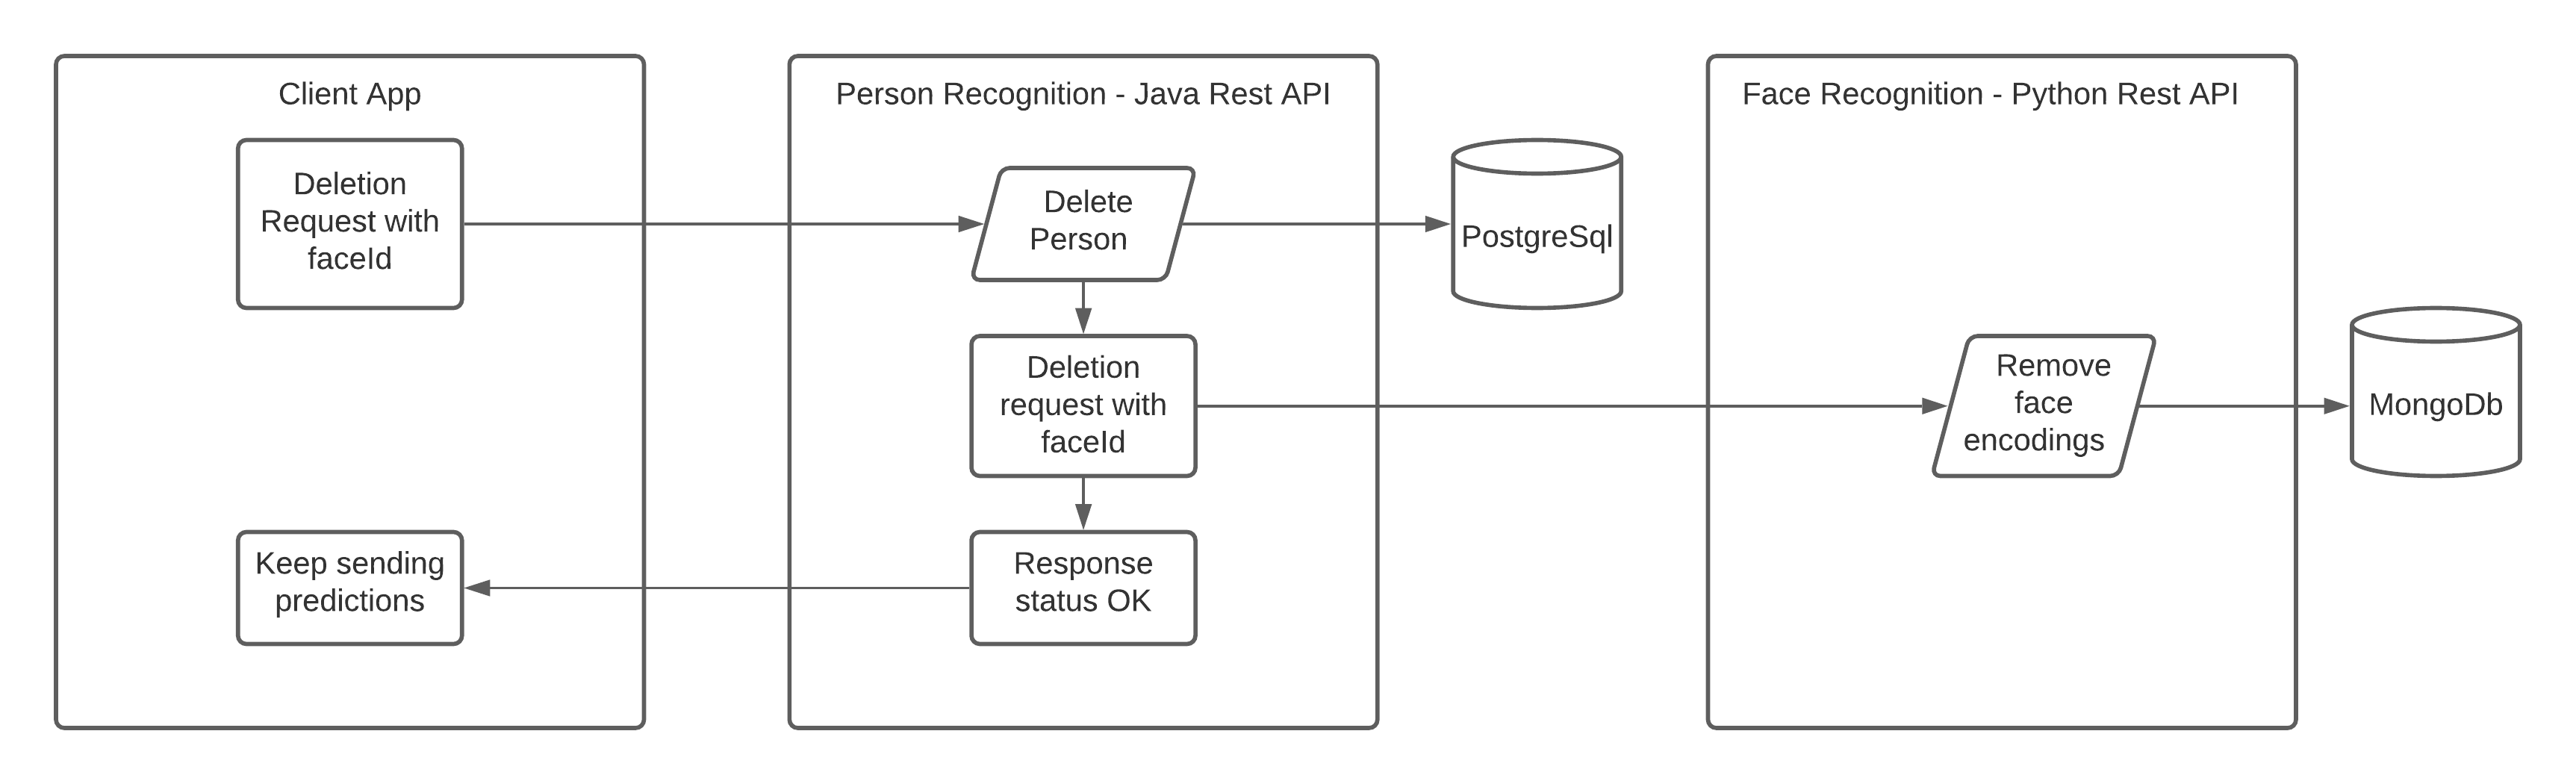 Client App
Deletion
Request with
faceId
Keep sending
predictions
Person Recognition - Java Rest API
Delete
Person
Deletion
request with
faceId
Response
status OK
PostgreSql
Face Recognition - Python Rest API
Remove
face
encodings
MongoDb